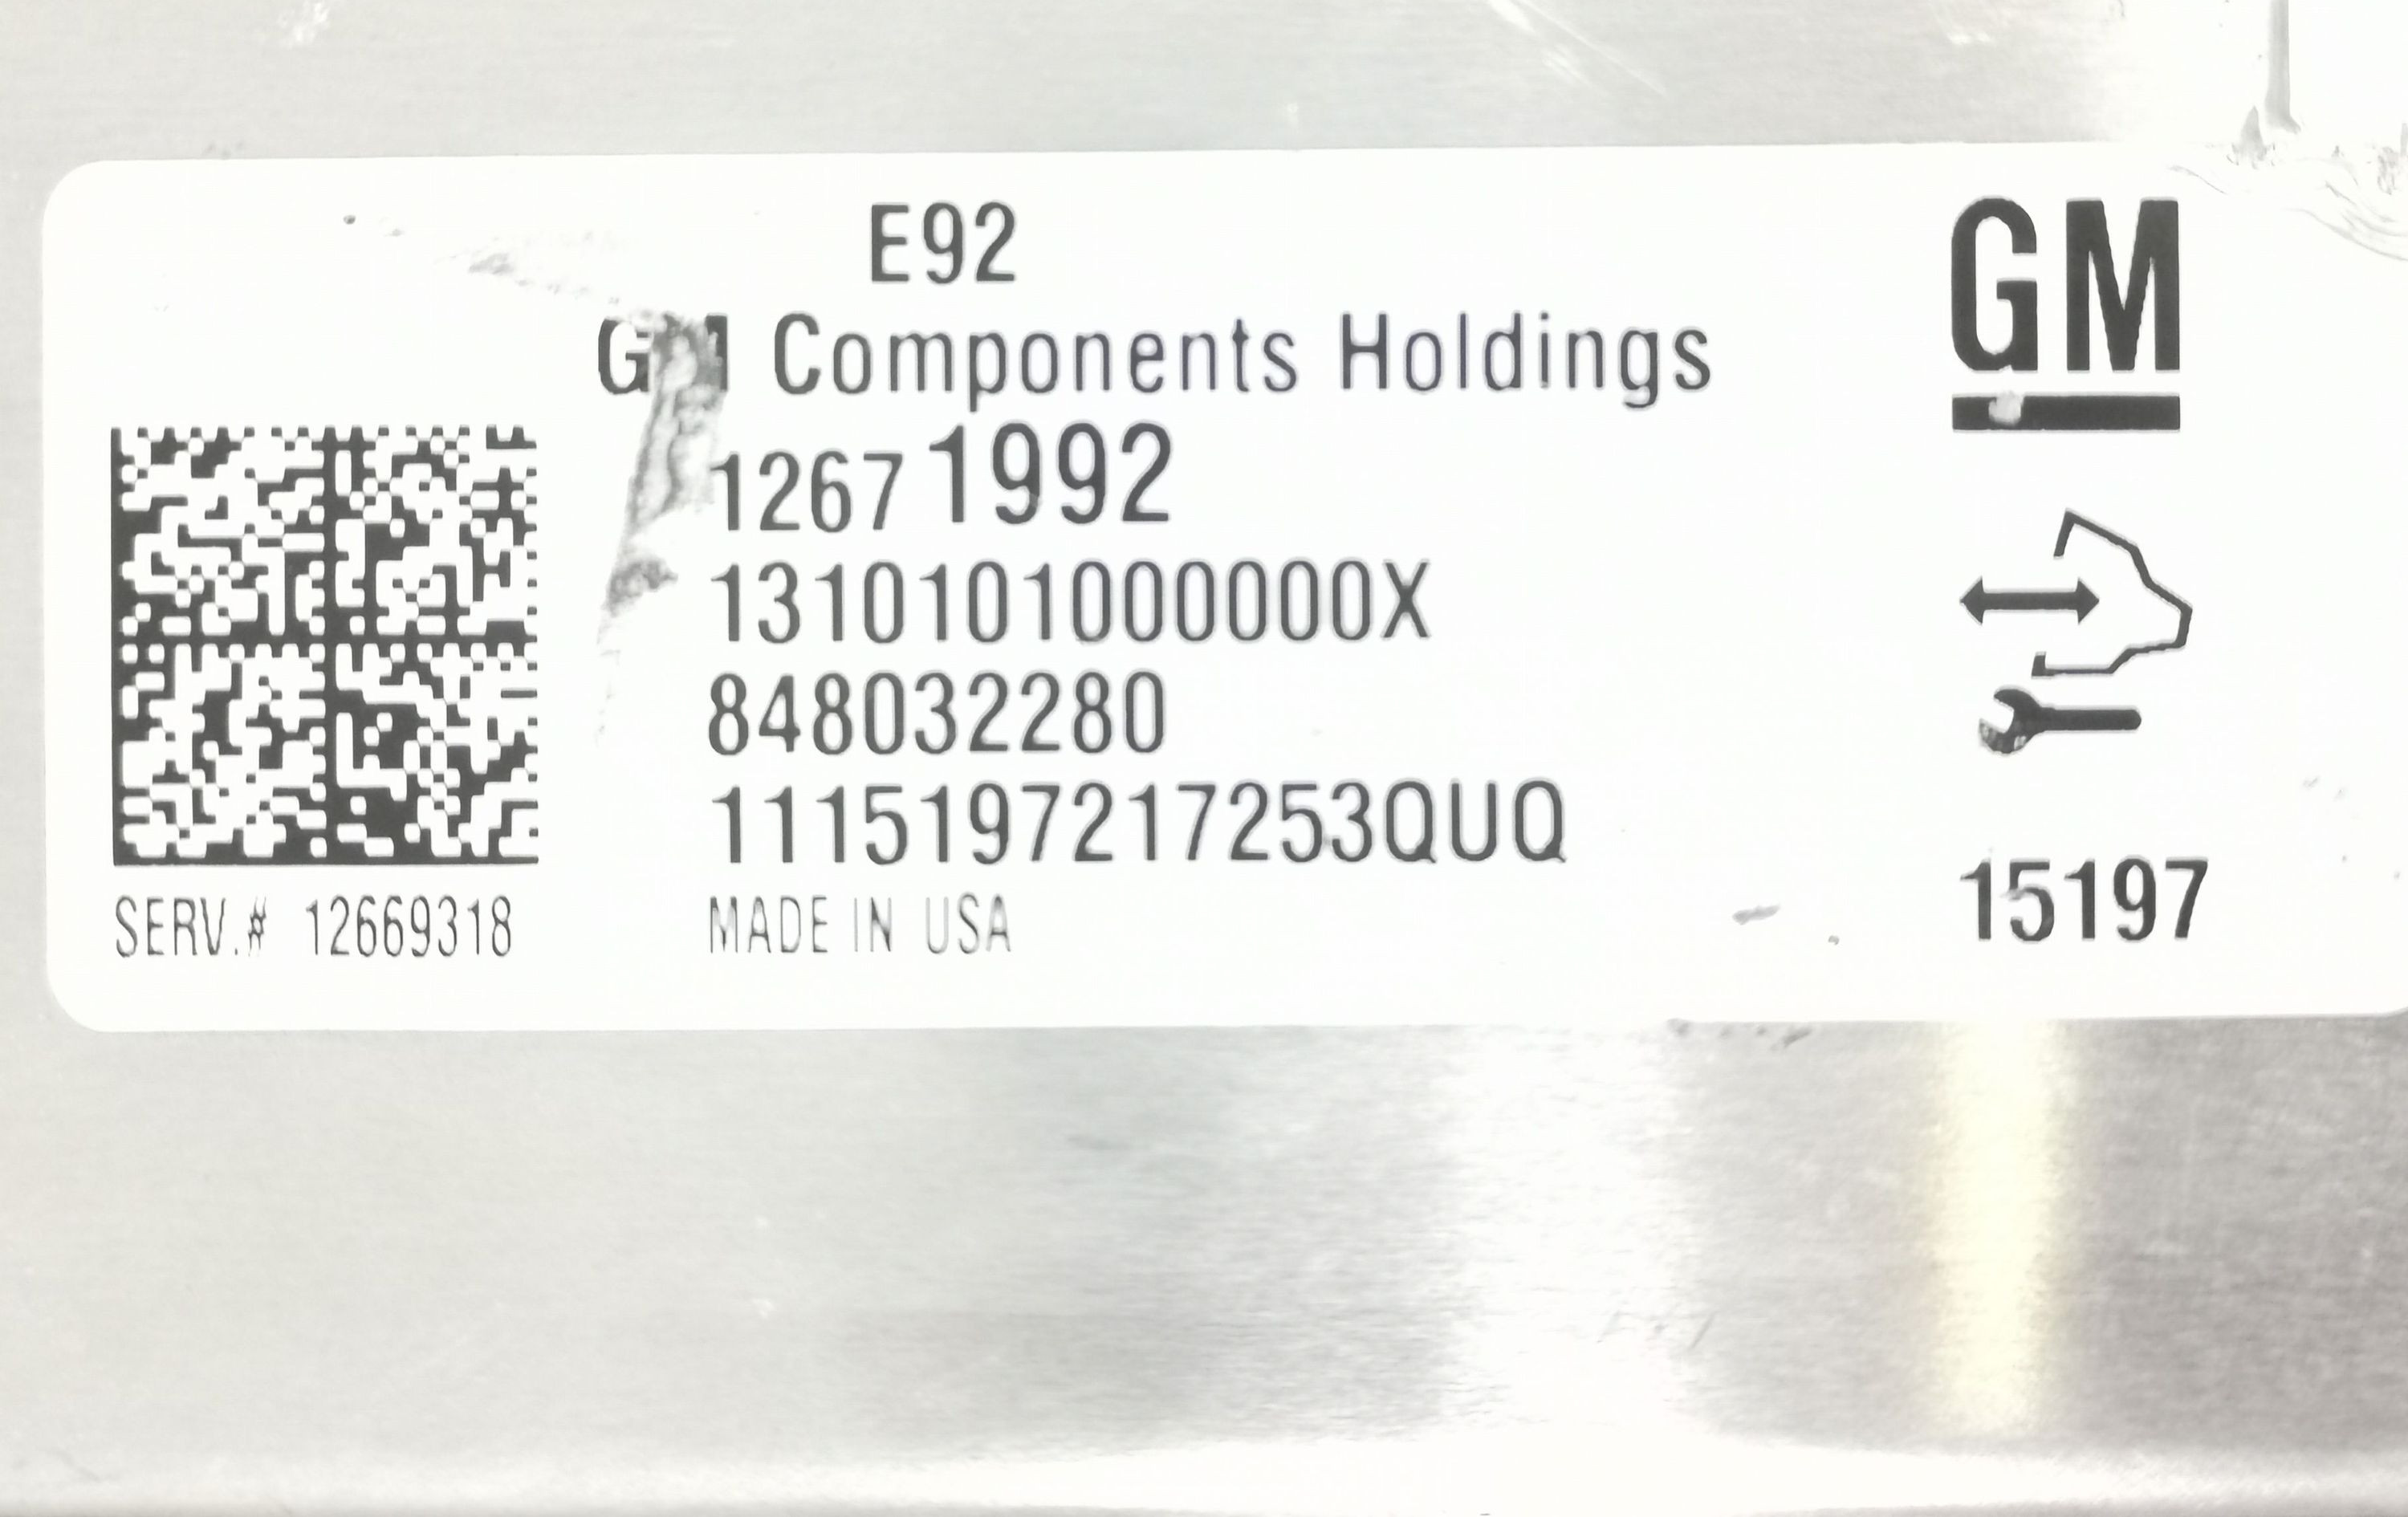 E92
GM Components Holdings
12671992
1310101000000X
848032280
1115197217253QUQ
MADE IN USA
SERV.# 12669318
GM
15197